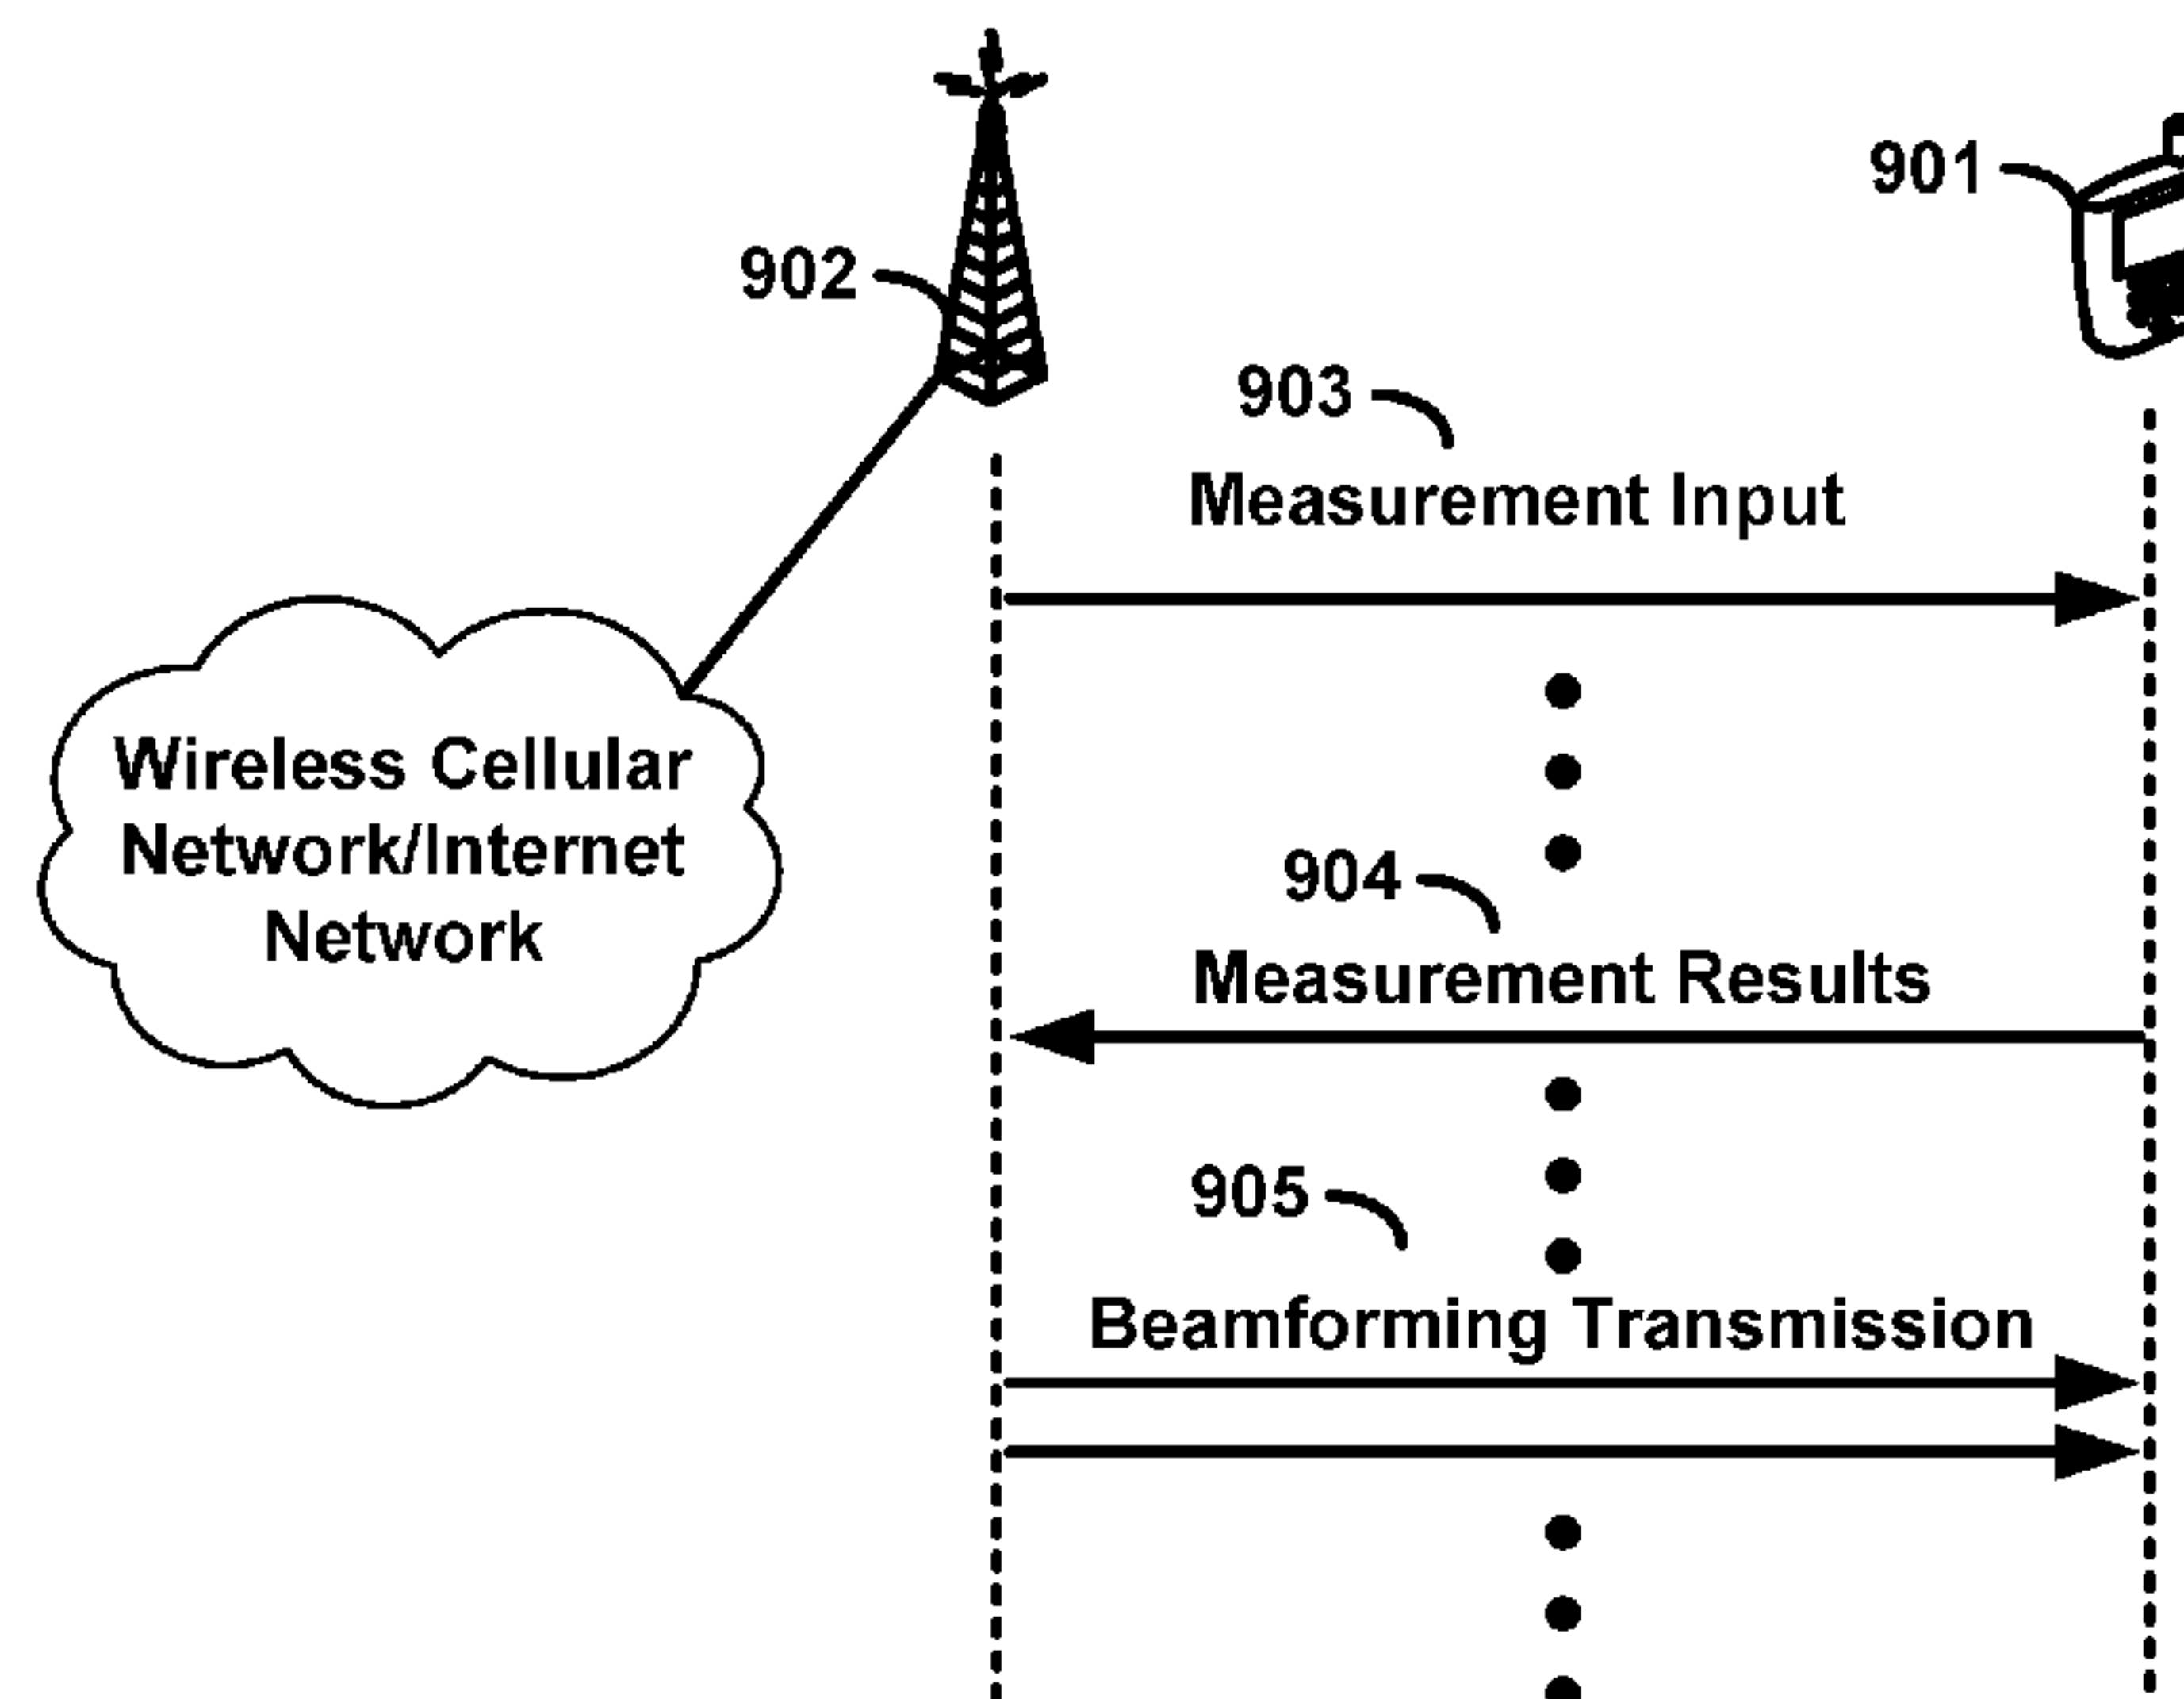 901
902
903
Measurement Input
Wireless Cellular
Network/Internet
Network
904
Measurement Results
905
Beamforming Transmission